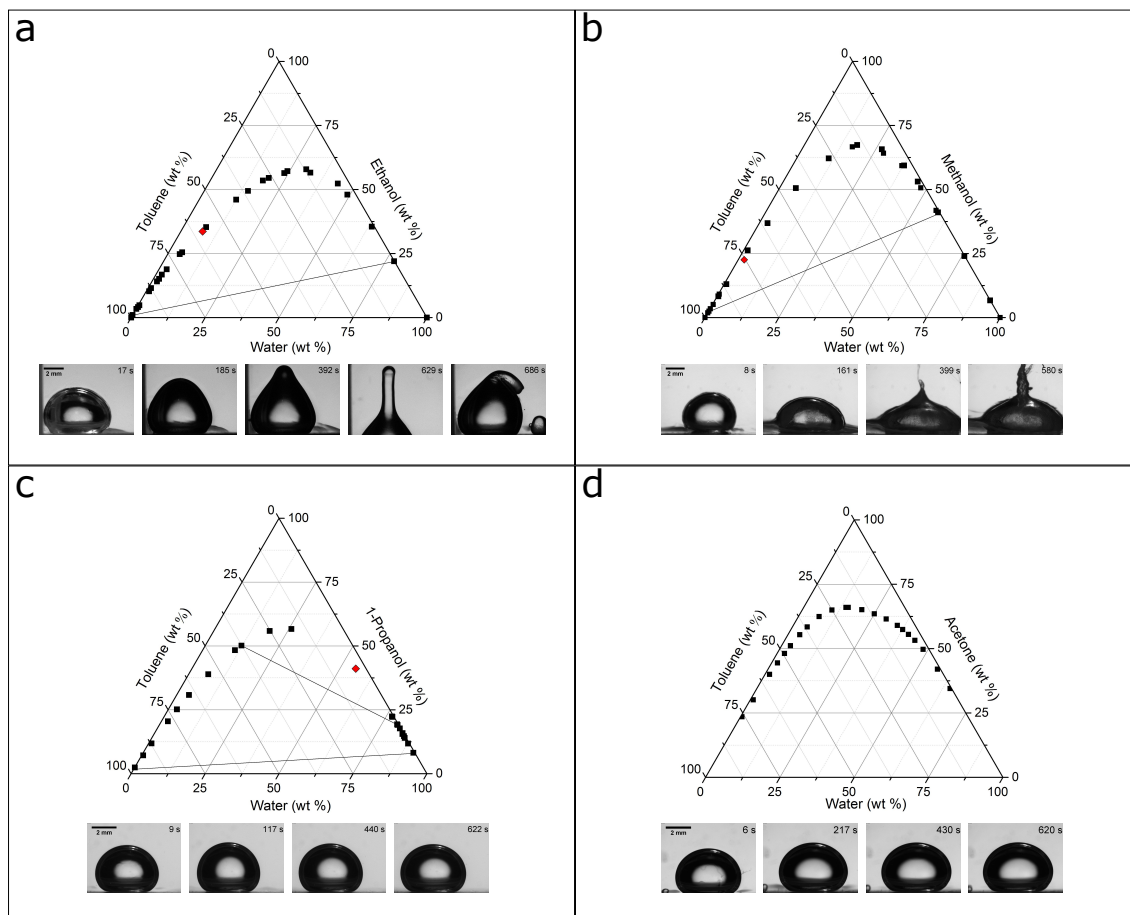 a
0
100
25
75
Toluene (wt %)
Ethanol (wt %)
50
50
75
25
100
0
0
25
50
75
100
Water (wt %)
2 mm
17 s
185 s
392 s
629 s
686 s
b
0
100
25
75
Toluene (wt %)
Methanol (wt %)
50
50
75
25
100
0
0
25
50
75
100
Water (wt %)
2 mm
8 s
161 s
399 s
580 s
c
0
100
25
75
Toluene (wt %)
1-Propanol (wt %)
50
50
75
25
100
0
0
25
50
75
100
Water (wt %)
2 mm
9 s
117 s
440 s
622 s
d
0
100
25
75
Toluene (wt %)
Acetone (wt %)
50
50
75
25
100
0
0
25
50
75
100
Water (wt %)
2 mm
6 s
217 s
430 s
620 s